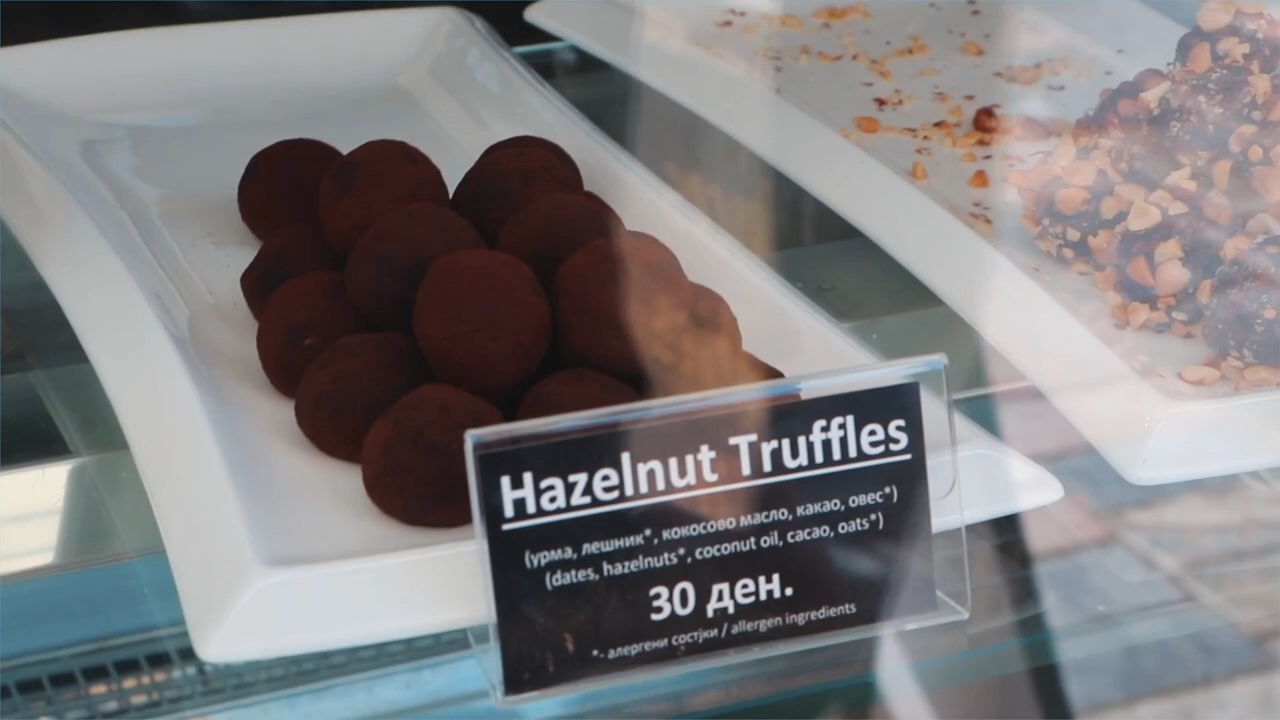 Hazelnut Truffles
(урма, лешник*, кокосово масло, какао, овес*)
(dates, hazelnuts*, coconut oil, cacao, oats*)
30 ден.
*- алергени состјки / allergen ingredients